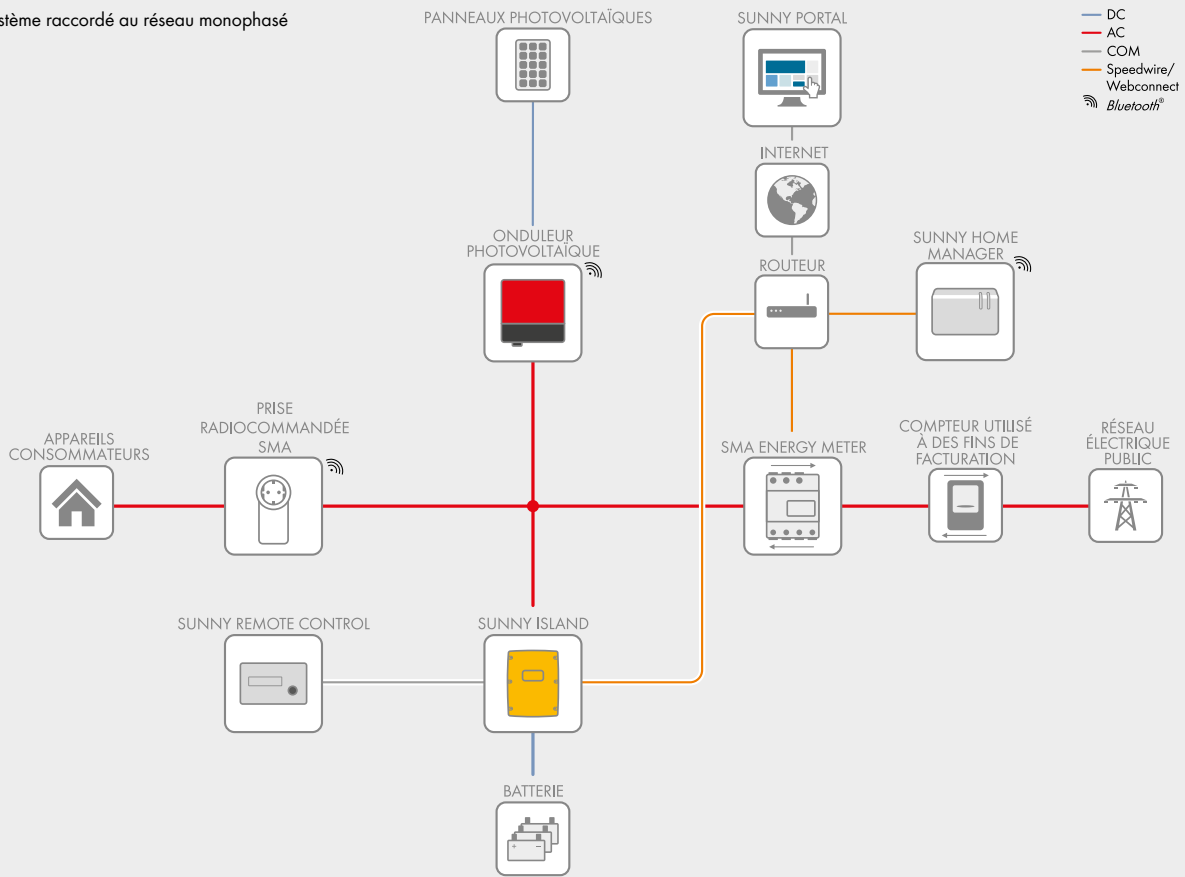 stème raccordé au réseau monophasé
PANNEAUX PHOTOVOLTAÏQUES
SUNNY PORTAL
DC
AC
COM
Speedwire/
Webconnect
Bluetooth®
INTERNET
ONDULEUR
PHOTOVOLTAÏQUE
ROUTEUR
SUNNY HOME
MANAGER
APPAREILS
CONSOMMATEURS
PRISE
RADIOCOMMANDÉE
SMA
SMA ENERGY METER
COMPTEUR UTILISÉ
À DES FINS DE
FACTURATION
RÉSEAU
ÉLECTRIQUE
PUBLIC
SUNNY REMOTE CONTROL
SUNNY ISLAND
BATTERIE